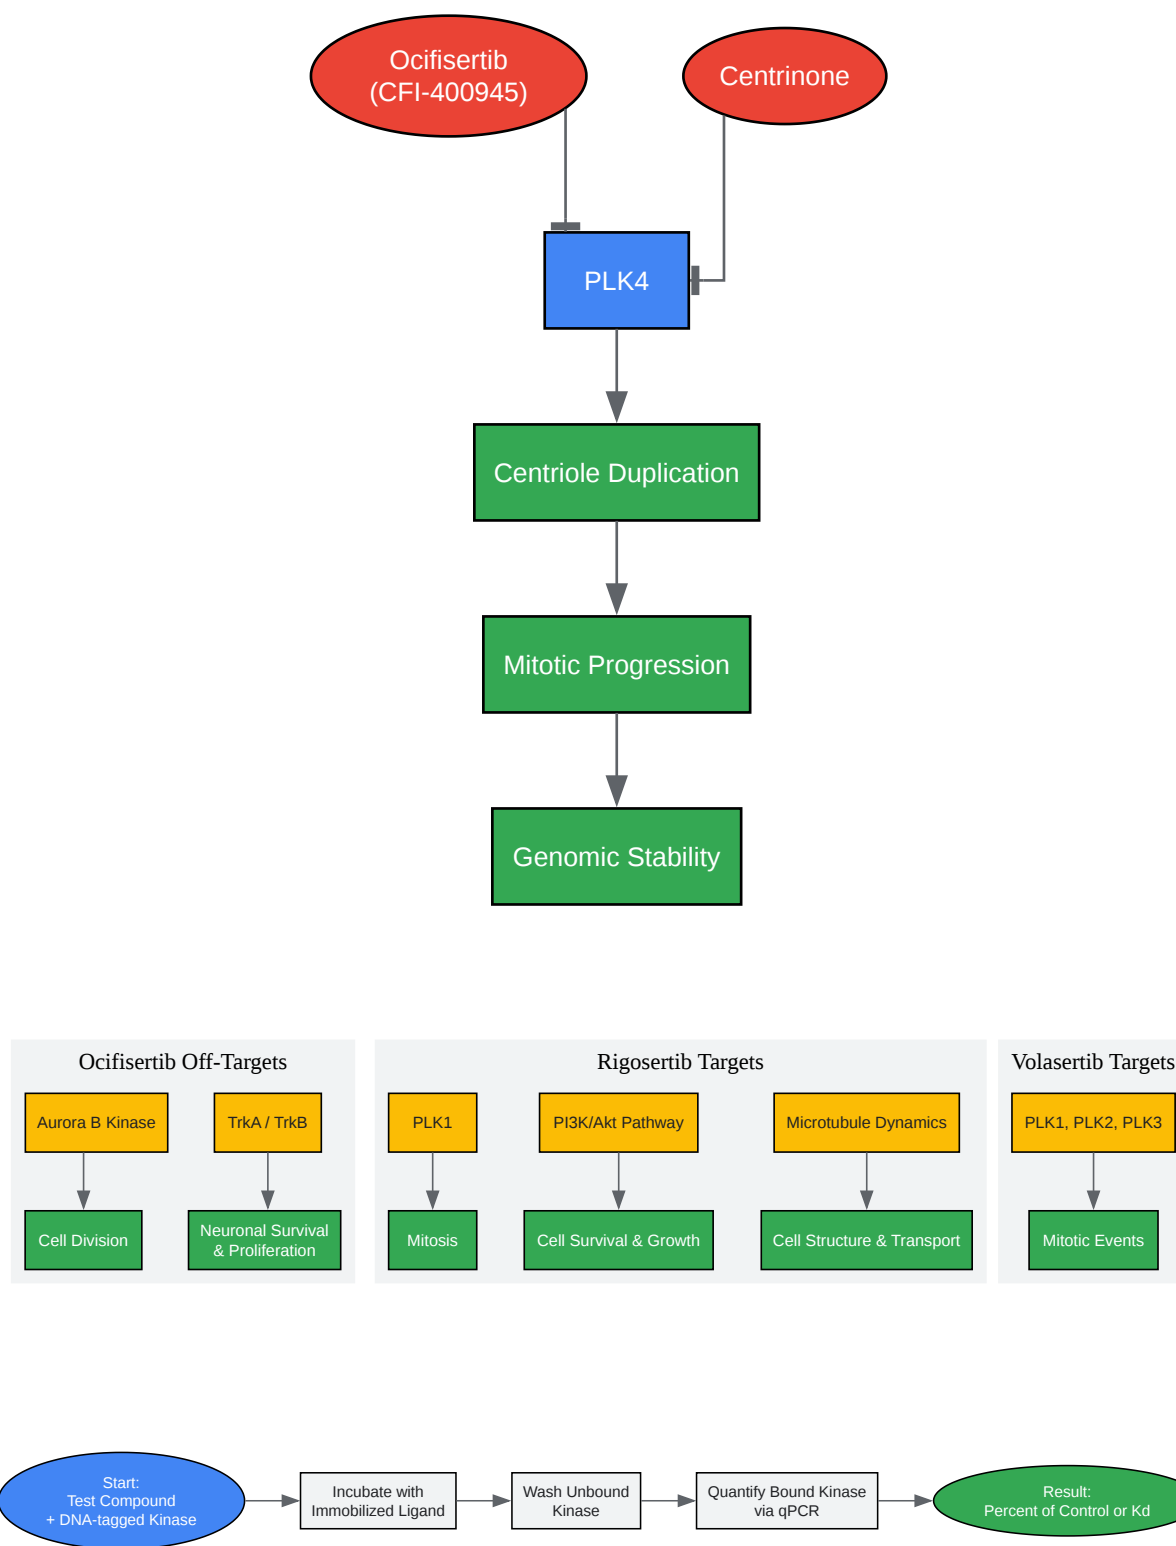 Ocifisertib
(CFI-400945)
Centrinone
PLK4
Centriole Duplication
Mitotic Progression
Genomic Stability
Ocifisertib Off-Targets
Rigosertib Targets
Volasertib Targets
Aurora B Kinase
TrkA / TrkB
PLK1
PI3K/Akt Pathway
Microtubule Dynamics
PLK1, PLK2, PLK3
Cell Division
Neuronal Survival
& Proliferation
Mitosis
Cell Survival & Growth
Cell Structure & Transport
Mitotic Events
Start:
Test Compound
+ DNA-tagged Kinase
Incubate with
Immobilized Ligand
Wash Unbound
Kinase
Quantify Bound Kinase
via qPCR
Result:
Percent of Control or Kd